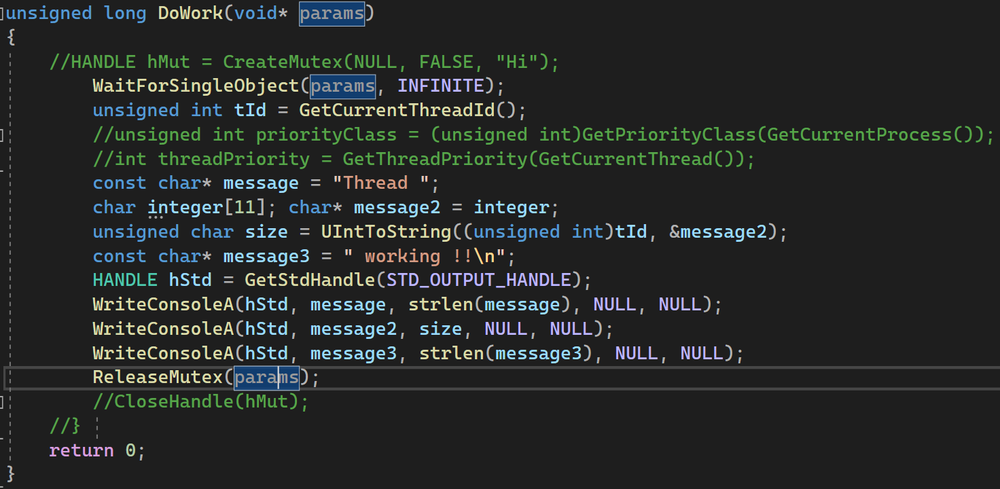 unsigned long DoWork(void* params)
{
    //HANDLE hMut = CreateMutex(NULL, FALSE, "Hi");
        WaitForSingleObject(params, INFINITE);
        unsigned int tId = GetCurrentThreadId();
        //unsigned int priorityClass = (unsigned int)GetPriorityClass(GetCurrentProcess());
        //int threadPriority = GetThreadPriority(GetCurrentThread());
        const char* message = "Thread ";
        char integer[11]; char* message2 = integer;
        unsigned char size = UIntToString((unsigned int)tId, &message2);
        const char* message3 = " working !!\n";
        HANDLE hStd = GetStdHandle(STD_OUTPUT_HANDLE);
        WriteConsoleA(hStd, message, strlen(message), NULL, NULL);
        WriteConsoleA(hStd, message2, size, NULL, NULL);
        WriteConsoleA(hStd, message3, strlen(message3), NULL, NULL);
        ReleaseMutex(params);
        //CloseHandle(hMut);
    //}
    return 0;
}